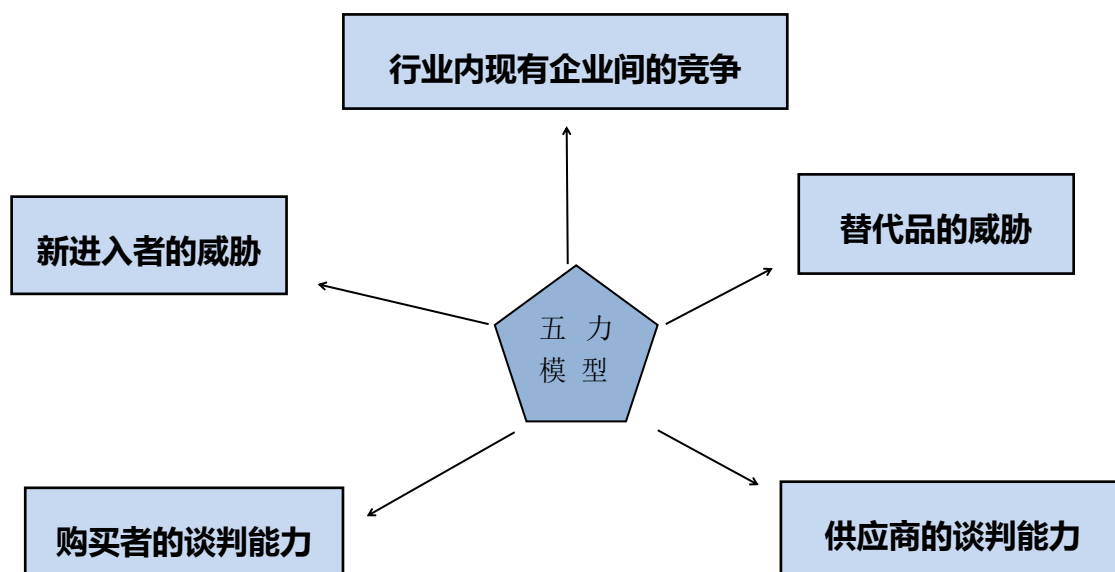 行业内现有企业间的竞争
新进入者的威胁
替代品的威胁
五 力
模 型
购买者的谈判能力
供应商的谈判能力